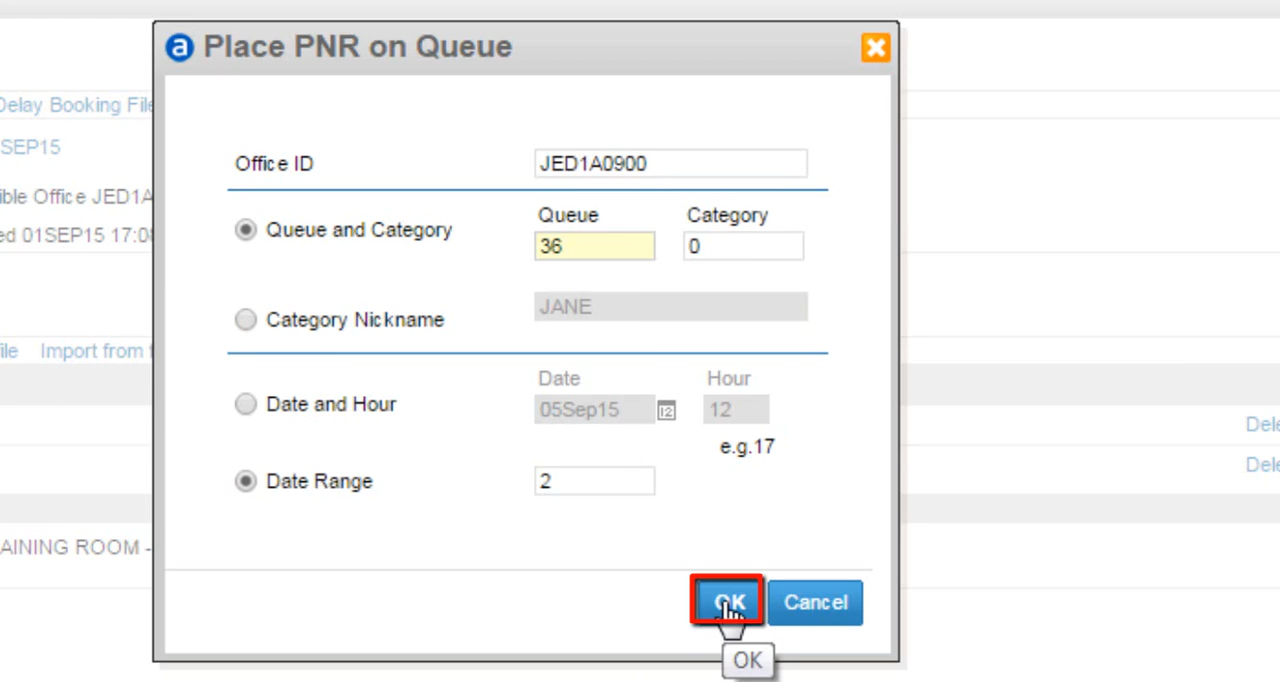 a Place PNR on Queue
Delay Booking File
SEP15
Office ID JED1A0900
ible Office JED1A
Queue Category
Queue and Category 36 0
ed 01SEP15 17:0
Category Nickname JANE
ile Import from
Date Hour
Date and Hour 05Sep15 12 12
e.g.17
Dele
Dele
Date Range 2
AINING ROOM -
OK Cancel
OK